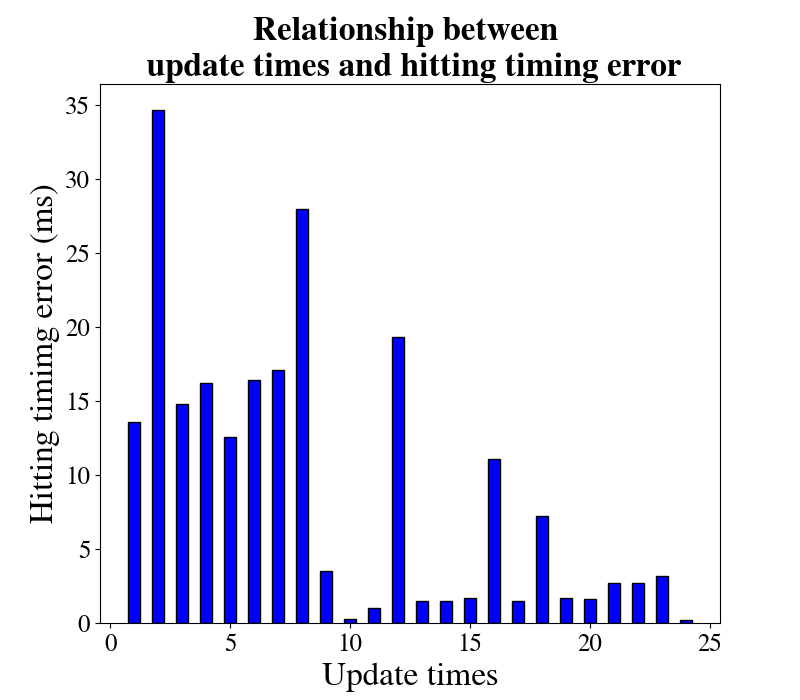 Relationship between
update times and hitting timing error
Hitting timimg error (ms)
35
30
25
20
15
10
5
0
0 5 10 15 20 25
Update times